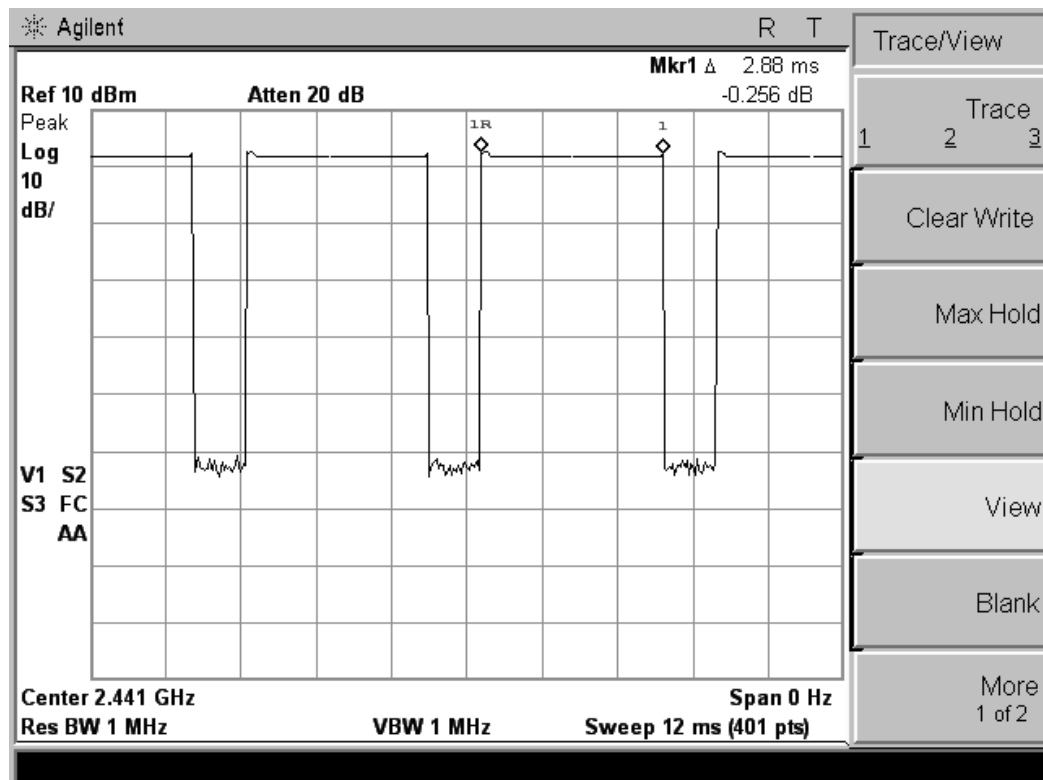 Agilent R T
Mkr1 Δ 2.88 ms
Ref 10 dBm Atten 20 dB -0.256 dB
Peak
Log
10
dB/
1R 1
V1 S2
S3 FC
AA
Center 2.441 GHz Span 0 Hz
Res BW 1 MHz VBW 1 MHz Sweep 12 ms (401 pts)
Trace/View
Trace
1 2 3
Clear Write
Max Hold
Min Hold
View
Blank
More
1 of 2